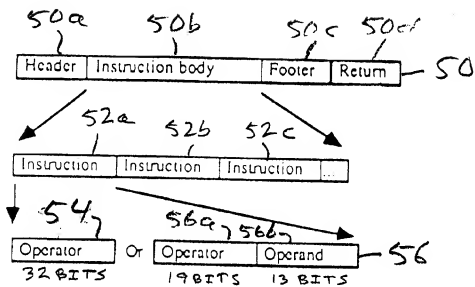 50a 50b 50c 50d
Header Instruction body Footer Return 50
52a 52b 52c
Instruction Instruction Instruction ...
54 56a 56b
Operator Or Operator Operand 56
32 BITS 19 BITS 13 BITS